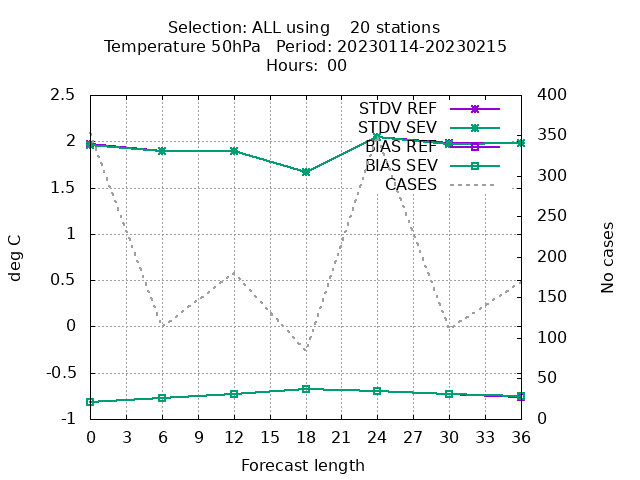 Selection: ALL using    20 stations
Temperature 50hPa   Period: 20230114-20230215
Hours: 00
2.5
2
1.5
1
0.5
0
-0.5
-1
400
350
300
250
200
150
100
50
0
STDV REF
STDV SEV
BIAS REF
BIAS SEV
CASES
deg C
No cases
0 3 6 9 12 15 18 21 24 27 30 33 36
Forecast length